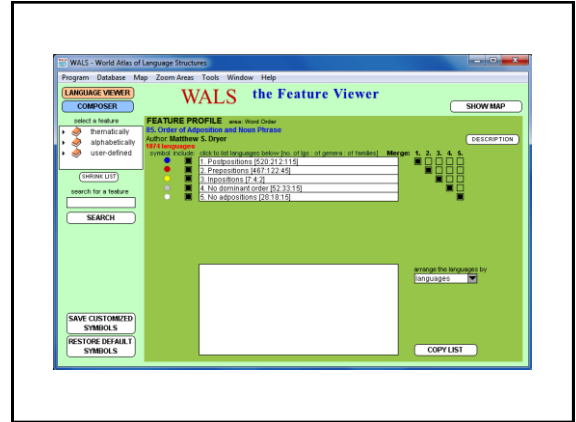 WALS - World Atlas of Language Structures
Program Database Map Zoom Areas Tools Window Help
LANGUAGE VIEWER
COMPOSER
WALS the Feature Viewer
SHOW MAP
select a feature
thematically
alphabetically
user-defined
SHRINK LIST
search for a feature
SEARCH
SAVE CUSTOMIZED
SYMBOLS
RESTORE DEFAULT
SYMBOLS
FEATURE PROFILE area: Word Order
85. Order of Adposition and Noun Phrase
Author: Matthew S. Dryer
1074 languages
DESCRIPTION
symbol: include: click to list languages below [no. of lgs : of genera : of families] Merge: 1. 2. 3. 4. 5.
1. Postpositions [520:212:115]
2. Prepositions [467:122:45]
3. Inpositions [7:4:2]
4. No dominant order [52:33:15]
5. No adpositions [28:18:15]
arrange the languages by
languages
COPY LIST